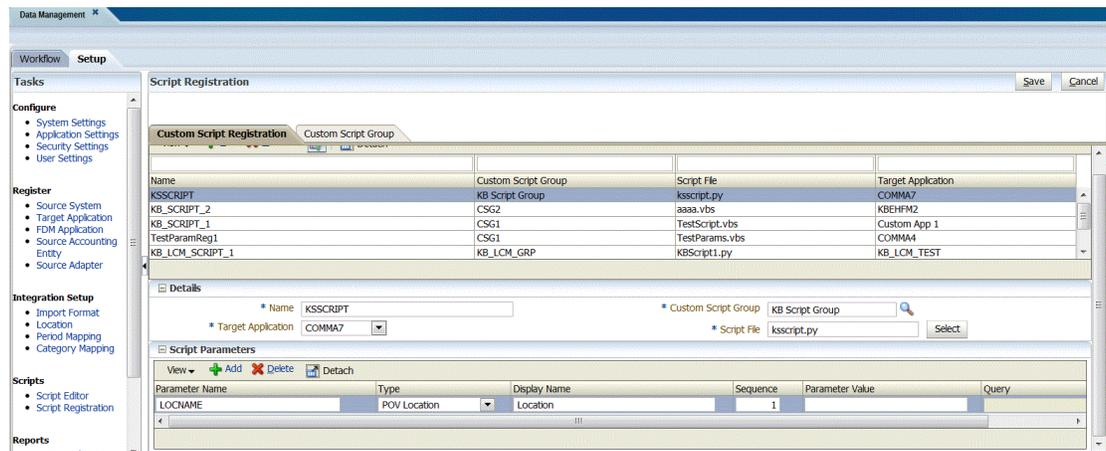 Data Management
Workflow Setup
Tasks
Configure
System Settings
Application Settings
Security Settings
User Settings
Register
Source System
Target Application
FDM Application
Source Accounting
Entity
Source Adapter
Integration Setup
Import Format
Location
Period Mapping
Category Mapping
Scripts
Script Editor
Script Registration
Reports
Script Registration Save Cancel
Custom Script Registration Custom Script Group
Detach
Name Custom Script Group Script File Target Application
KSSCRIPT KB Script Group ksscript.py COMMA7
KB_SCRIPT_2 CSG2 aaaa.vbs KBEHFM2
KB_SCRIPT_1 CSG1 TestScript.vbs Custom App 1
TestParamReg1 CSG1 TestParams.vbs COMMA4
KB_LCM_SCRIPT_1 KB_LCM_GRP KBScript1.py KB_LCM_TEST
Details
* Name KSSCRIPT * Custom Script Group KB Script Group
* Target Application COMMA7 * Script File ksscript.py Select
Script Parameters
View Add Delete Detach
Parameter Name Type Display Name Sequence Parameter Value Query
LOCNAME POV Location Location 1